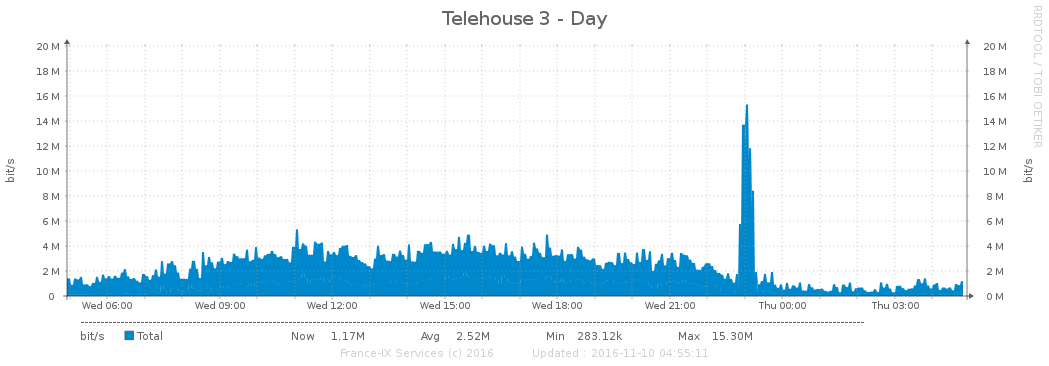 Telehouse 3 - Day
RRDTOOL / TOBI OETIKER
20 M 20 M
18 M 18 M
16 M 16 M
14 M 14 M
12 M 12 M
10 M 10 M
8 M 8 M
6 M 6 M
4 M 4 M
2 M 2 M
0 0 M
bit/s bit/s
Wed 06:00 Wed 09:00 Wed 12:00 Wed 15:00 Wed 18:00 Wed 21:00 Thu 00:00 Thu 03:00
bit/s Total Now 1.17M Avg 2.52M Min 283.12k Max 15.30M
France-IX Services (c) 2016 Updated : 2016-11-10 04:55:11